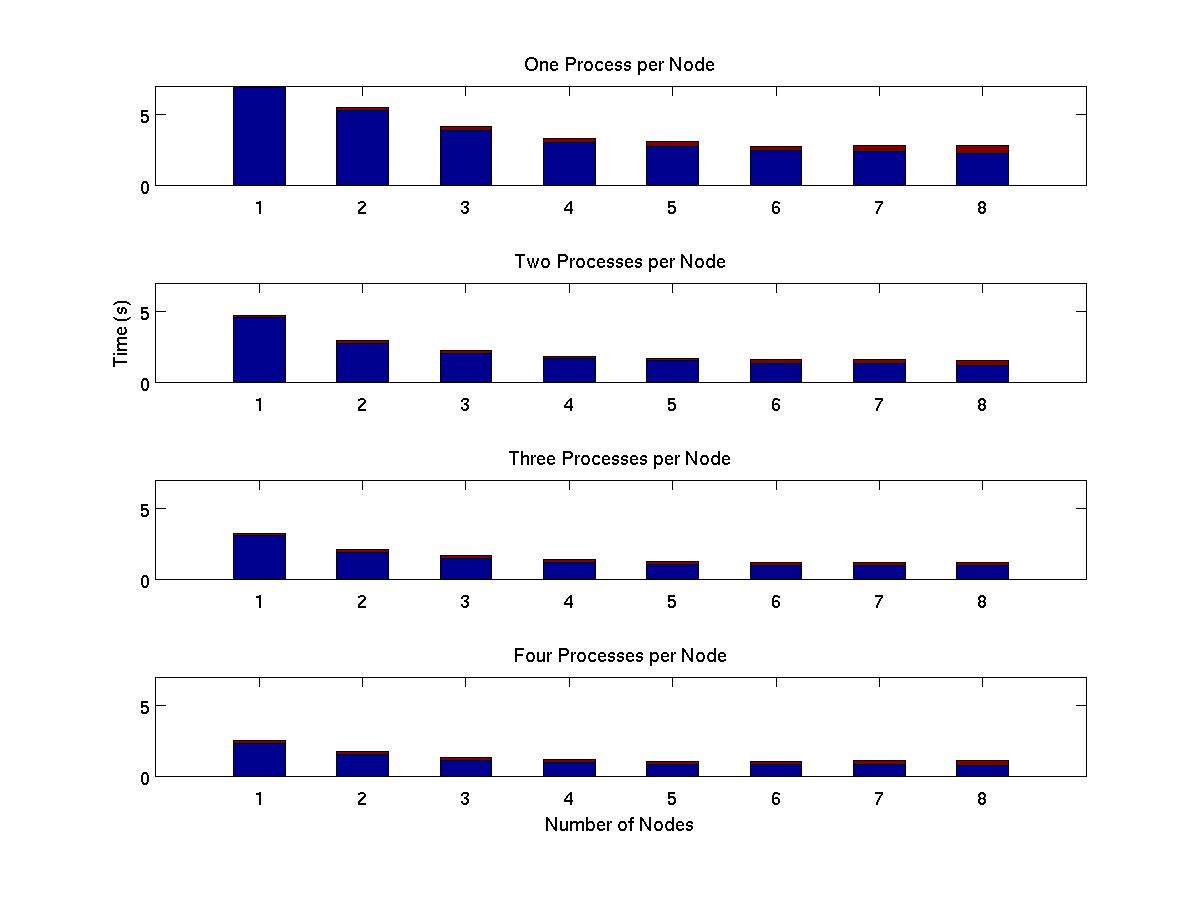 One Process per Node
5
0
1 2 3 4 5 6 7 8
Two Processes per Node
Time (s)
5
0
1 2 3 4 5 6 7 8
Three Processes per Node
5
0
1 2 3 4 5 6 7 8
Four Processes per Node
5
0
1 2 3 4 5 6 7 8
Number of Nodes